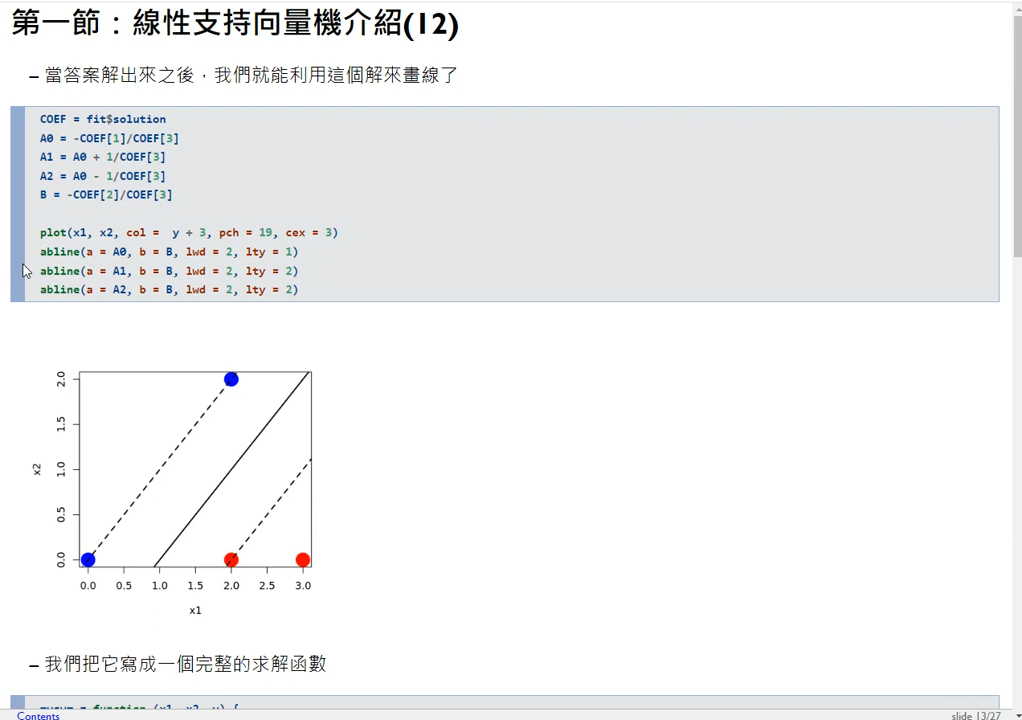 第一節：線性支持向量機介紹(12)
– 當答案解出來之後，我們就能利用這個解來畫線了
COEF = fit$solution
A0 = -COEF[1]/COEF[3]
A1 = A0 + 1/COEF[3]
A2 = A0 - 1/COEF[3]
B = -COEF[2]/COEF[3]
plot(x1, x2, col =  y + 3, pch = 19, cex = 3)
abline(a = A0, b = B, lwd = 2, lty = 1)
abline(a = A1, b = B, lwd = 2, lty = 2)
abline(a = A2, b = B, lwd = 2, lty = 2)
2.0
1.5
1.0
0.5
0.0
x2
0.0 0.5 1.0 1.5 2.0 2.5 3.0
x1
– 我們把它寫成一個完整的求解函數
mysvm = function (x1, x2, y) {
Contents
slide 13/27